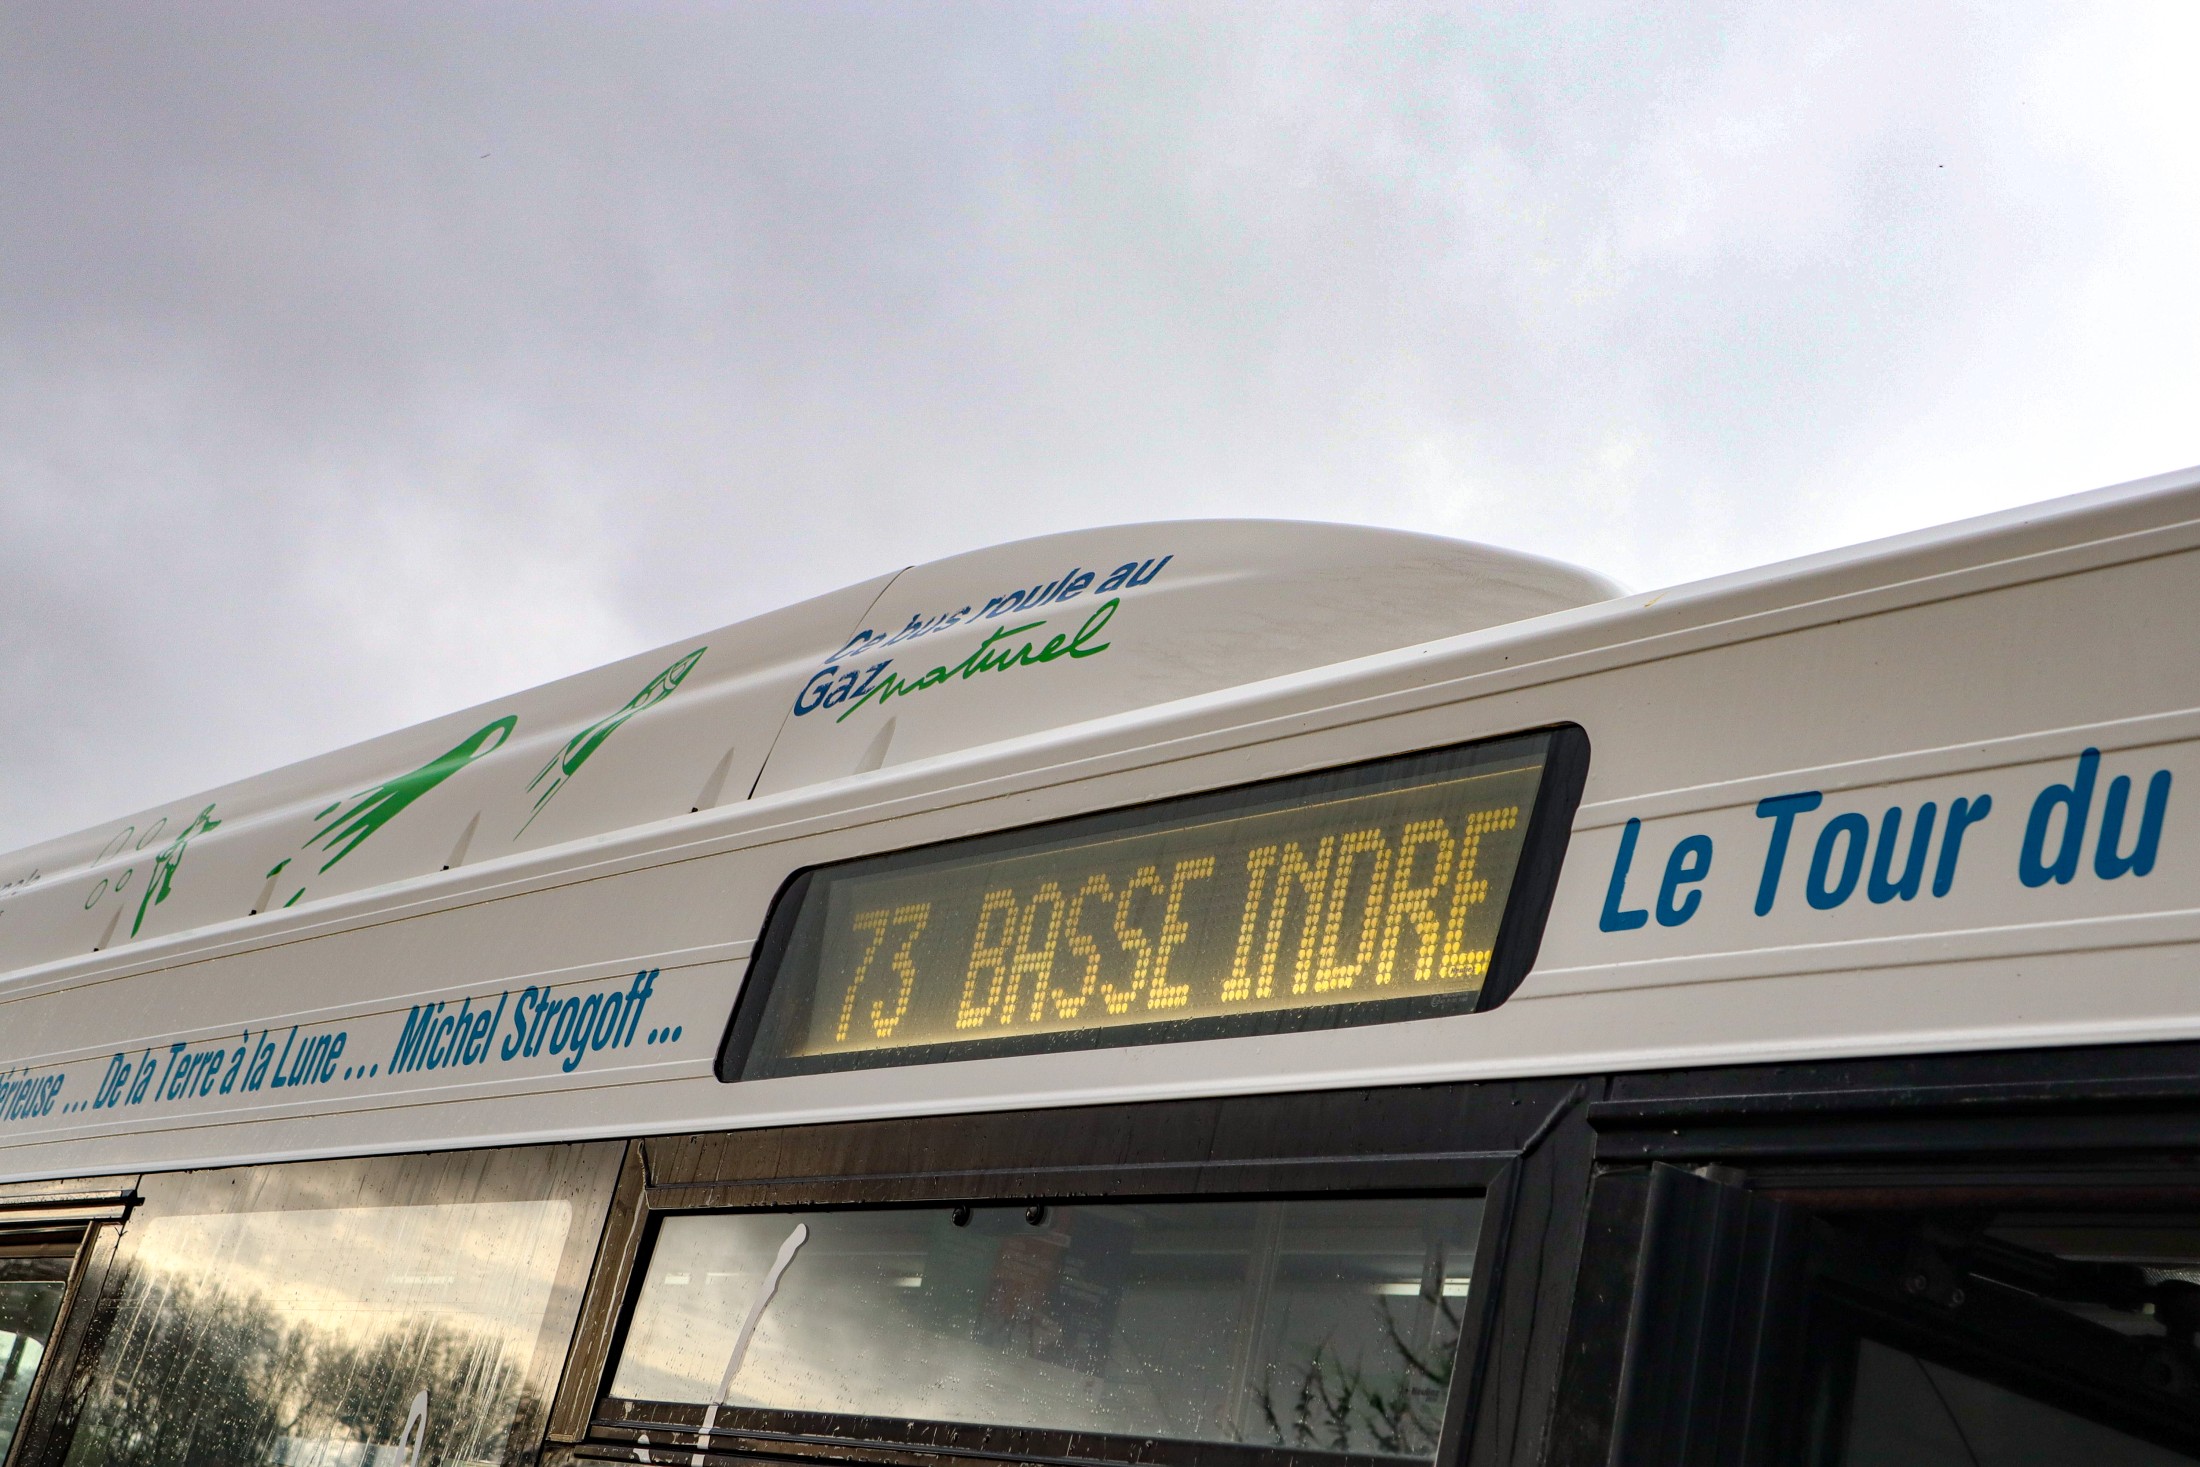 Ce bus roule au
Gaz naturel
73 BASSE INDRE
érieuse ... De la Terre à la Lune ... Michel Strogoff ...
Le Tour du